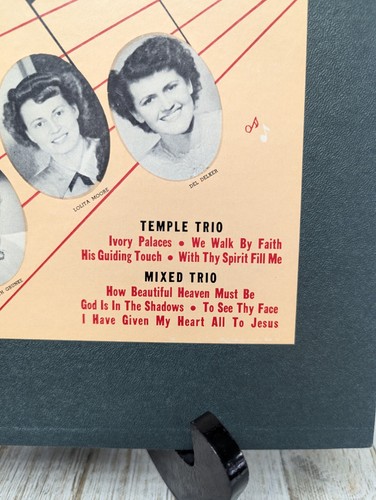 LOLITA MOORE
DEL DELKER
TEMPLE TRIO
Ivory Palaces • We Walk By Faith
His Guiding Touch • With Thy Spirit Fill Me
MIXED TRIO
How Beautiful Heaven Must Be
God Is In The Shadows • To See Thy Face
I Have Given My Heart All To Jesus